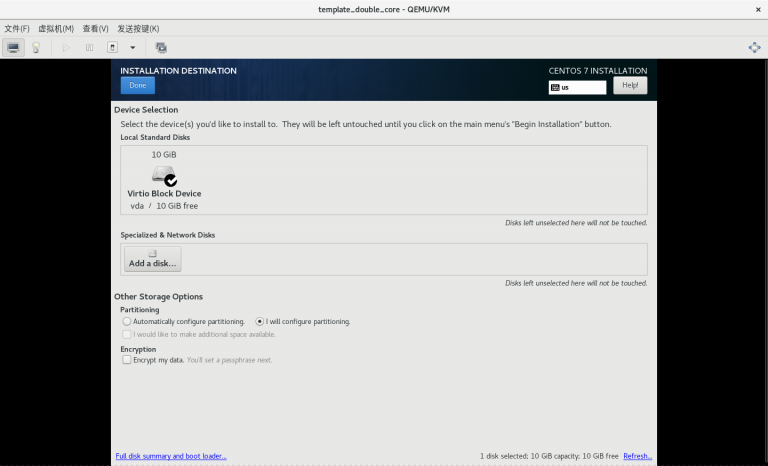 template_double_core - QEMU/KVM
×
文件(F) 虚拟机(M) 查看(V) 发送按键(K)
INSTALLATION DESTINATION
CENTOS 7 INSTALLATION
Done
us
Help!
Device Selection
Select the device(s) you'd like to install to. They will be left untouched until you click on the main menu's "Begin Installation" button.
Local Standard Disks
10 GiB
Virtio Block Device
vda / 10 GiB free
Disks left unselected here will not be touched.
Specialized & Network Disks
Add a disk...
Disks left unselected here will not be touched.
Other Storage Options
Partitioning
Automatically configure partitioning. I will configure partitioning.
I would like to make additional space available.
Encryption
Encrypt my data. You'll set a passphrase next.
Full disk summary and boot loader...
1 disk selected; 10 GiB capacity; 10 GiB free Refresh...